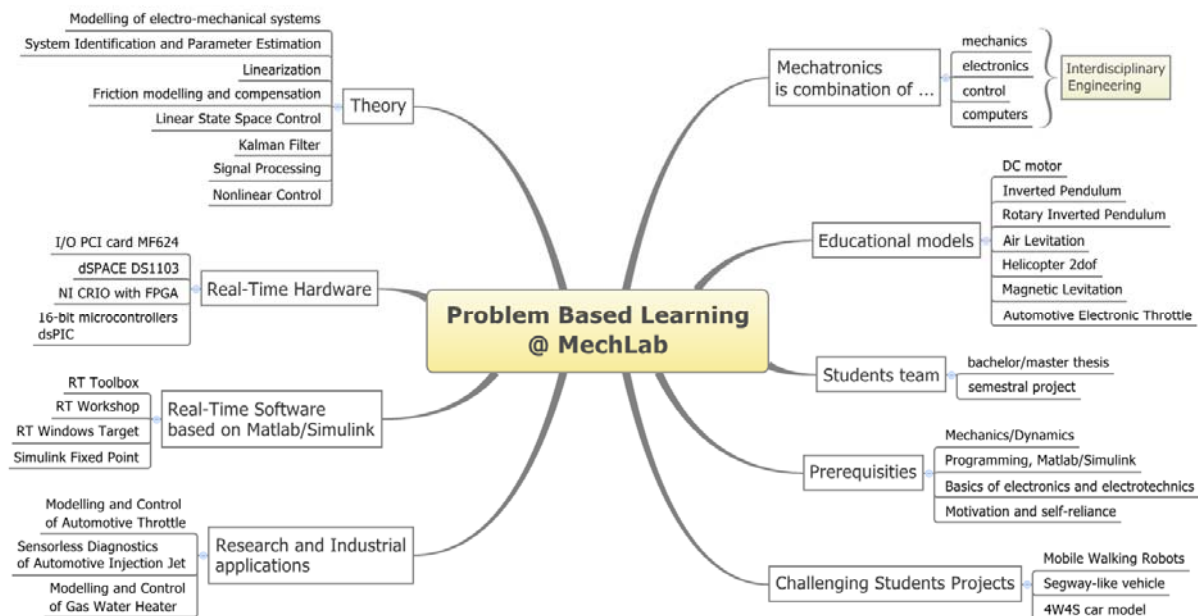 Problem Based Learning
@ MechLab
Theory
Modelling of electro-mechanical systems
System Identification and Parameter Estimation
Linearization
Friction modelling and compensation
Linear State Space Control
Kalman Filter
Signal Processing
Nonlinear Control
Real-Time Hardware
I/O PCI card MF624
dSPACE DS1103
NI CRIO with FPGA
16-bit microcontrollers
dsPIC
Real-Time Software
based on Matlab/Simulink
RT Toolbox
RT Workshop
RT Windows Target
Simulink Fixed Point
Research and Industrial
applications
Modelling and Control
of Automotive Throttle
Sensorless Diagnostics
of Automotive Injection Jet
Modelling and Control
of Gas Water Heater
Mechatronics
is combination of ...
mechanics
electronics
control
computers
Interdisciplinary
Engineering
Educational models
DC motor
Inverted Pendulum
Rotary Inverted Pendulum
Air Levitation
Helicopter 2dof
Magnetic Levitation
Automotive Electronic Throttle
Students team
bachelor/master thesis
semestral project
Prerequisities
Mechanics/Dynamics
Programming, Matlab/Simulink
Basics of electronics and electrotechnics
Motivation and self-reliance
Challenging Students Projects
Mobile Walking Robots
Segway-like vehicle
4W4S car model